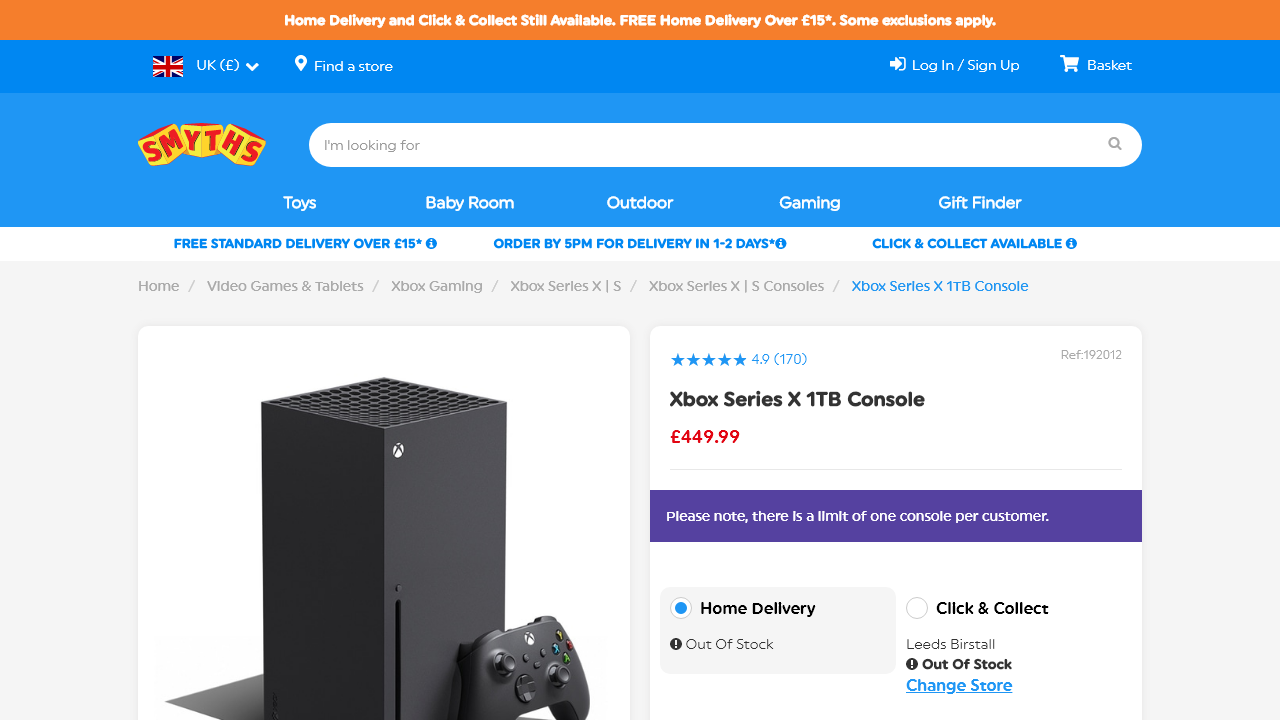 Home Delivery and Click & Collect Still Available. FREE Home Delivery Over £15*. Some exclusions apply.
UK (£) Find a store Log In / Sign Up Basket
SMYTHS I'm looking for
Toys Baby Room Outdoor Gaming Gift Finder
FREE STANDARD DELIVERY OVER £15* ORDER BY 5PM FOR DELIVERY IN 1-2 DAYS* CLICK & COLLECT AVAILABLE
Home / Video Games & Tablets / Xbox Gaming / Xbox Series X | S / Xbox Series X | S Consoles / Xbox Series X 1TB Console
4.9 (170) Ref:192012
Xbox Series X 1TB Console
£449.99
Please note, there is a limit of one console per customer.
Home Delivery Click & Collect
Out Of Stock Leeds Birstall
Out Of Stock
Change Store